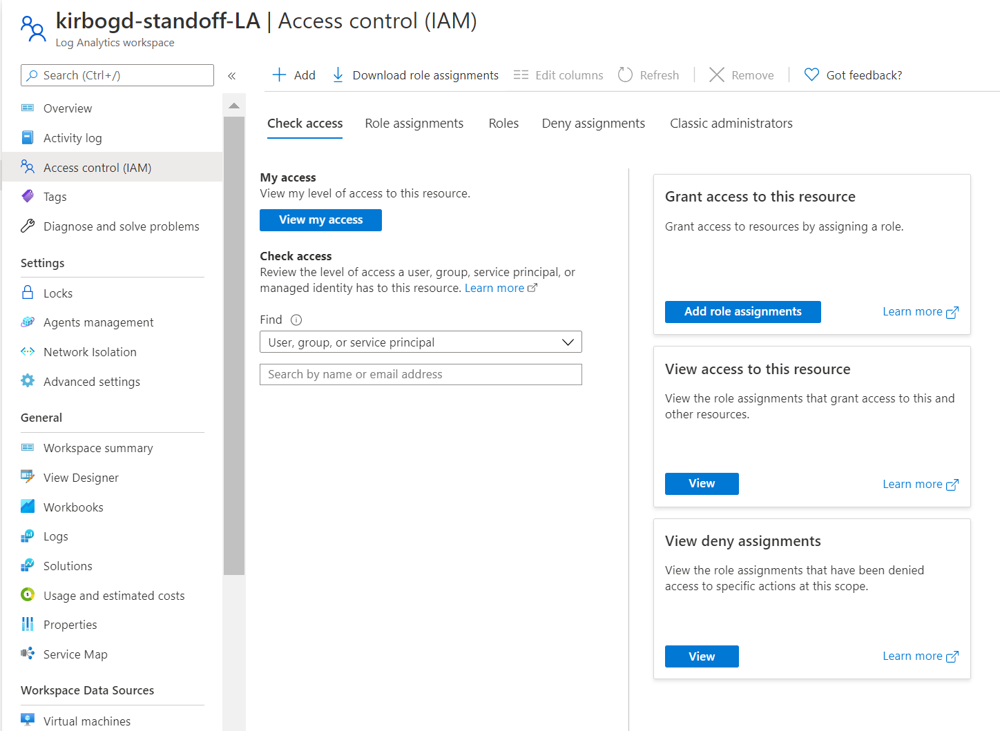 kirbogd-standoff-LA | Access control (IAM)
Log Analytics workspace
Search (Ctrl+/)
«
Add
Download role assignments
Edit columns
Refresh
Remove
Got feedback?
Overview
Activity log
Access control (IAM)
Tags
Diagnose and solve problems
Settings
Locks
Agents management
Network Isolation
Advanced settings
General
Workspace summary
View Designer
Workbooks
Logs
Solutions
Usage and estimated costs
Properties
Service Map
Workspace Data Sources
Virtual machines
Check access
Role assignments
Roles
Deny assignments
Classic administrators
My access
View my level of access to this resource.
View my access
Check access
Review the level of access a user, group, service principal, or
managed identity has to this resource. Learn more
Find
User, group, or service principal
Search by name or email address
Grant access to this resource
Grant access to resources by assigning a role.
Add role assignments
Learn more
View access to this resource
View the role assignments that grant access to this and
other resources.
View
Learn more
View deny assignments
View the role assignments that have been denied
access to specific actions at this scope.
View
Learn more